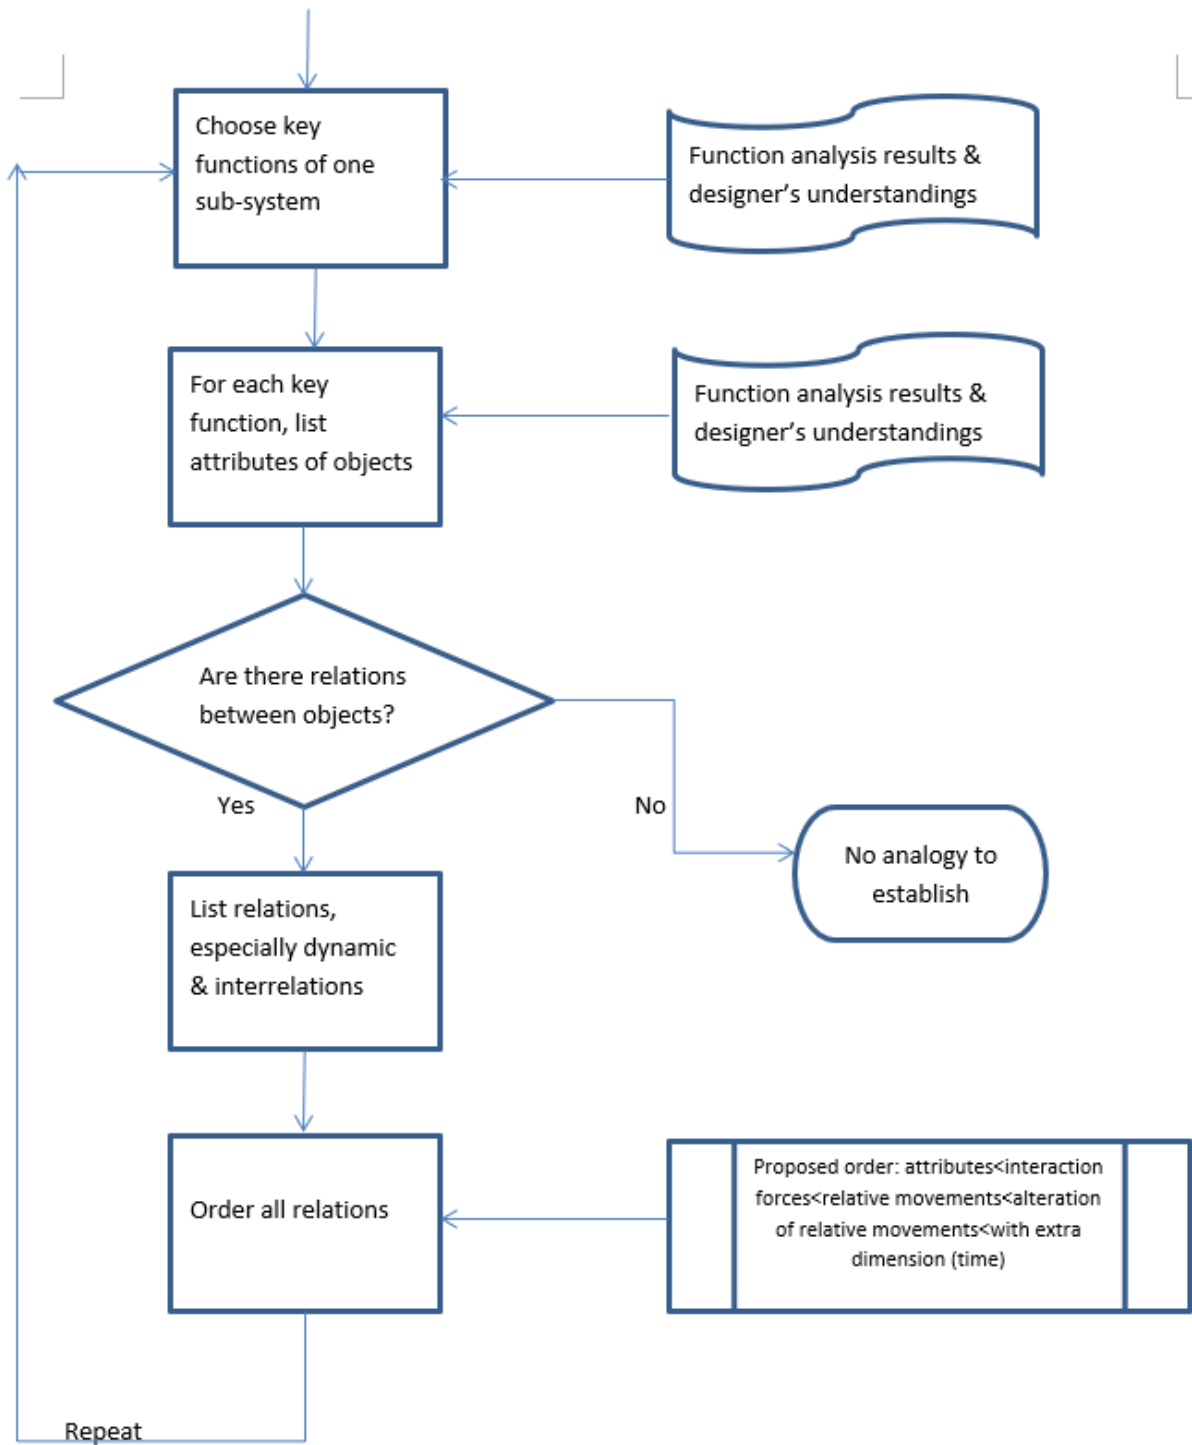 Choose key
functions of one
sub-system
Function analysis results &
designer's understandings
For each key
function, list
attributes of objects
Function analysis results &
designer's understandings
Are there relations
between objects?
Yes
No
No analogy to
establish
List relations,
especially dynamic
& interrelations
Order all relations
Proposed order: attributes<interaction
forces<relative movements<alteration
of relative movements<with extra
dimension (time)
Repeat